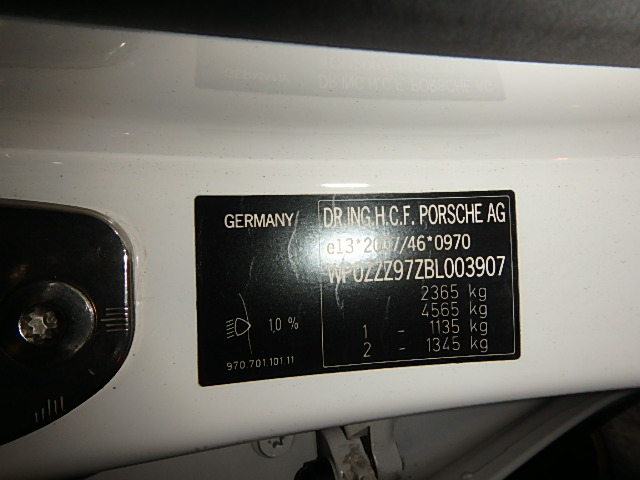 GERMANY
DR.ING.H.C.F. PORSCHE AG
e13*2007/46*0970
WP0ZZZ97ZBL003907
2365 kg
4565 kg
1 - 1135 kg
2 - 1345 kg
1,0 %
970.701.101.11